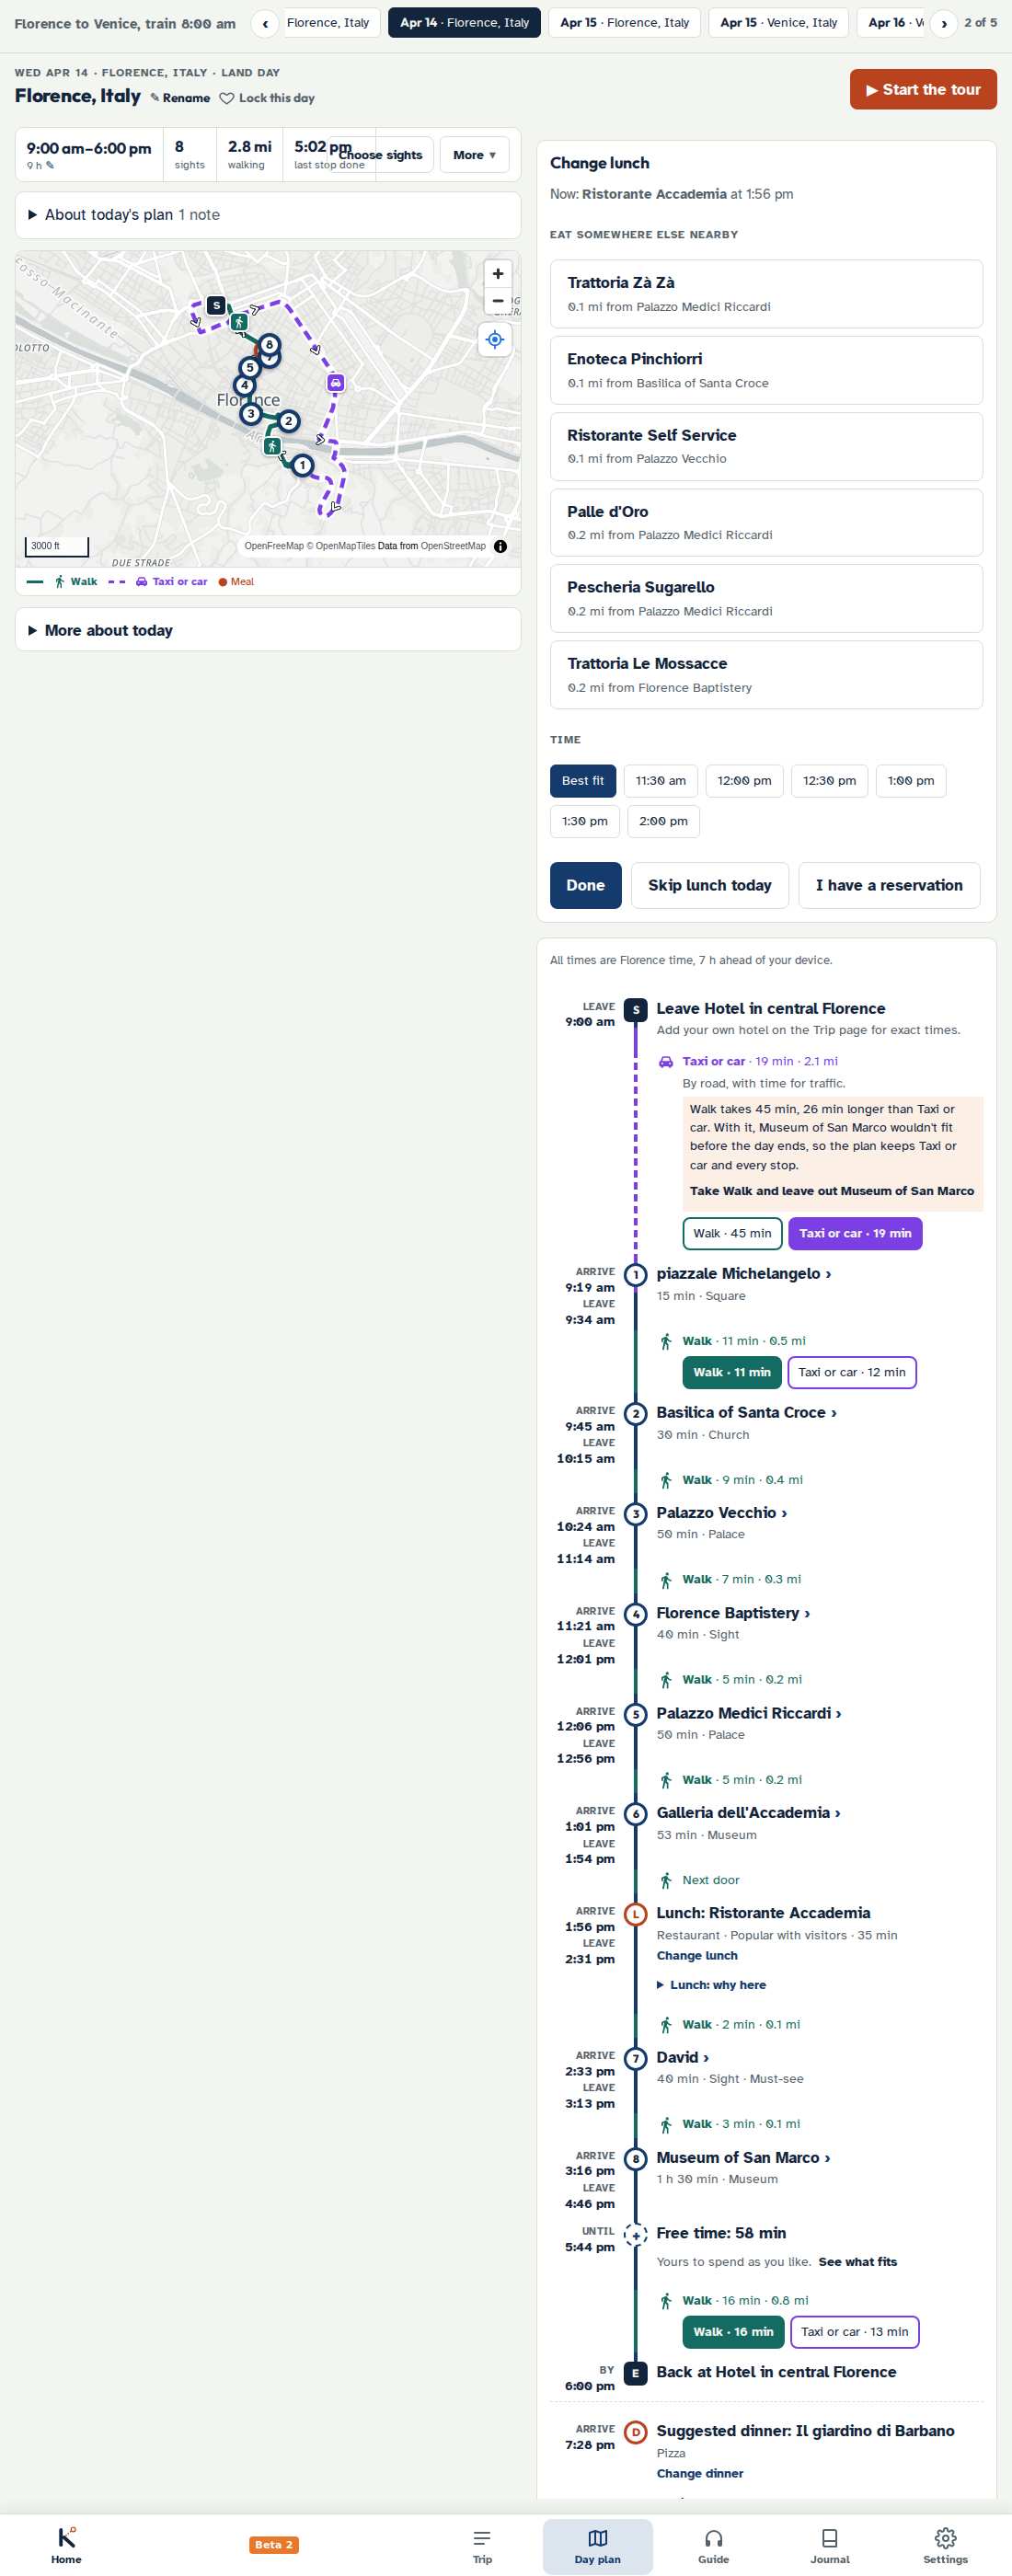 Florence to Venice, train 8:00 am
‹
Florence, Italy
Apr 14 · Florence, Italy
Apr 15 · Florence, Italy
Apr 15 · Venice, Italy
Apr 16 ·
›
2 of 5
WED APR 14 · FLORENCE, ITALY · LAND DAY
Florence, Italy
✎ Rename
Lock this day
▶ Start the tour
9:00 am–6:00 pm
9 h ✎
8
sights
2.8 mi
walking
5:02 pm
last stop done
Choose sights
More ▾
▶ About today's plan 1 note
Fosso Macinante
OLOTTO
S
8
7
5
4
Florence
3
2
1
+
−
3000 ft
DUE STRADE
OpenFreeMap © OpenMapTiles Data from OpenStreetMap
Walk
Taxi or car
Meal
▶ More about today
Change lunch
Now: Ristorante Accademia at 1:56 pm
EAT SOMEWHERE ELSE NEARBY
Trattoria Zà Zà
0.1 mi from Palazzo Medici Riccardi
Enoteca Pinchiorri
0.1 mi from Basilica of Santa Croce
Ristorante Self Service
0.1 mi from Palazzo Vecchio
Palle d'Oro
0.2 mi from Palazzo Medici Riccardi
Pescheria Sugarello
0.2 mi from Palazzo Medici Riccardi
Trattoria Le Mossacce
0.2 mi from Florence Baptistery
TIME
Best fit
11:30 am
12:00 pm
12:30 pm
1:00 pm
1:30 pm
2:00 pm
Done
Skip lunch today
I have a reservation
All times are Florence time, 7 h ahead of your device.
LEAVE
9:00 am
S
Leave Hotel in central Florence
Add your own hotel on the Trip page for exact times.
Taxi or car · 19 min · 2.1 mi
By road, with time for traffic.
Walk takes 45 min, 26 min longer than Taxi or
car. With it, Museum of San Marco wouldn't fit
before the day ends, so the plan keeps Taxi or
car and every stop.
Take Walk and leave out Museum of San Marco
Walk · 45 min
Taxi or car · 19 min
ARRIVE
9:19 am
LEAVE
9:34 am
1
piazzale Michelangelo ›
15 min · Square
Walk · 11 min · 0.5 mi
Walk · 11 min
Taxi or car · 12 min
ARRIVE
9:45 am
LEAVE
10:15 am
2
Basilica of Santa Croce ›
30 min · Church
Walk · 9 min · 0.4 mi
ARRIVE
10:24 am
LEAVE
11:14 am
3
Palazzo Vecchio ›
50 min · Palace
Walk · 7 min · 0.3 mi
ARRIVE
11:21 am
LEAVE
12:01 pm
4
Florence Baptistery ›
40 min · Sight
Walk · 5 min · 0.2 mi
ARRIVE
12:06 pm
LEAVE
12:56 pm
5
Palazzo Medici Riccardi ›
50 min · Palace
Walk · 5 min · 0.2 mi
ARRIVE
1:01 pm
LEAVE
1:54 pm
6
Galleria dell'Accademia ›
53 min · Museum
Next door
ARRIVE
1:56 pm
LEAVE
2:31 pm
L
Lunch: Ristorante Accademia
Restaurant · Popular with visitors · 35 min
Change lunch
▶ Lunch: why here
Walk · 2 min · 0.1 mi
ARRIVE
2:33 pm
LEAVE
3:13 pm
7
David ›
40 min · Sight · Must-see
Walk · 3 min · 0.1 mi
ARRIVE
3:16 pm
LEAVE
4:46 pm
8
Museum of San Marco ›
1 h 30 min · Museum
UNTIL
5:44 pm
+
Free time: 58 min
Yours to spend as you like. See what fits
Walk · 16 min · 0.8 mi
Walk · 16 min
Taxi or car · 13 min
BY
6:00 pm
E
Back at Hotel in central Florence
ARRIVE
7:28 pm
D
Suggested dinner: Il giardino di Barbano
Pizza
Change dinner
Home
Beta 2
Trip
Day plan
Guide
Journal
Settings